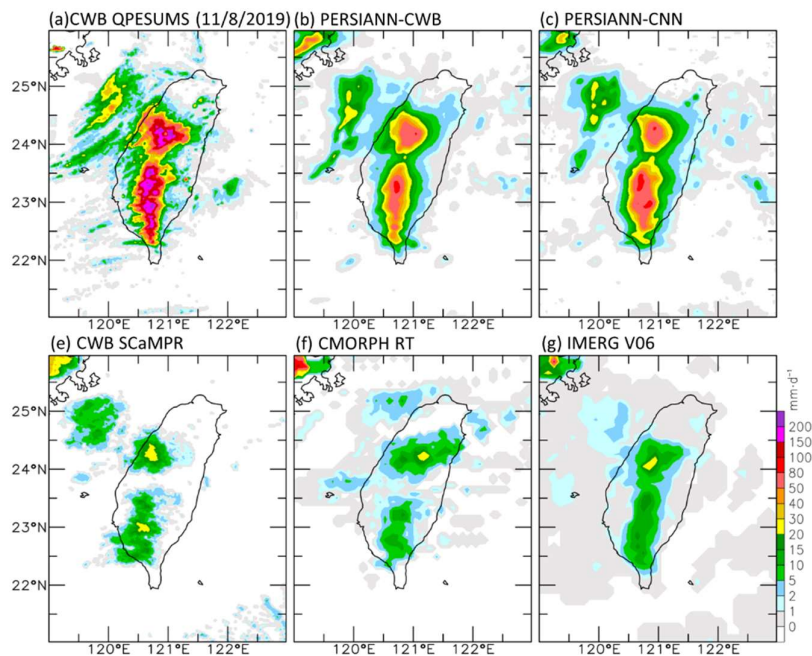 (a)CWB QPESUMS (11/8/2019)
(b) PERSIANN-CWB
(c) PERSIANN-CNN
25°N
24°N
23°N
22°N
120°E 121°E 122°E
120°E 121°E 122°E
120°E 121°E 122°E
(e) CWB SCaMPR
(f) CMORPH RT
(g) IMERG V06
25°N
24°N
23°N
22°N
120°E 121°E 122°E
120°E 121°E 122°E
120°E 121°E 122°E
mm·d⁻¹
200
150
100
80
50
40
30
20
15
10
5
2
1
0